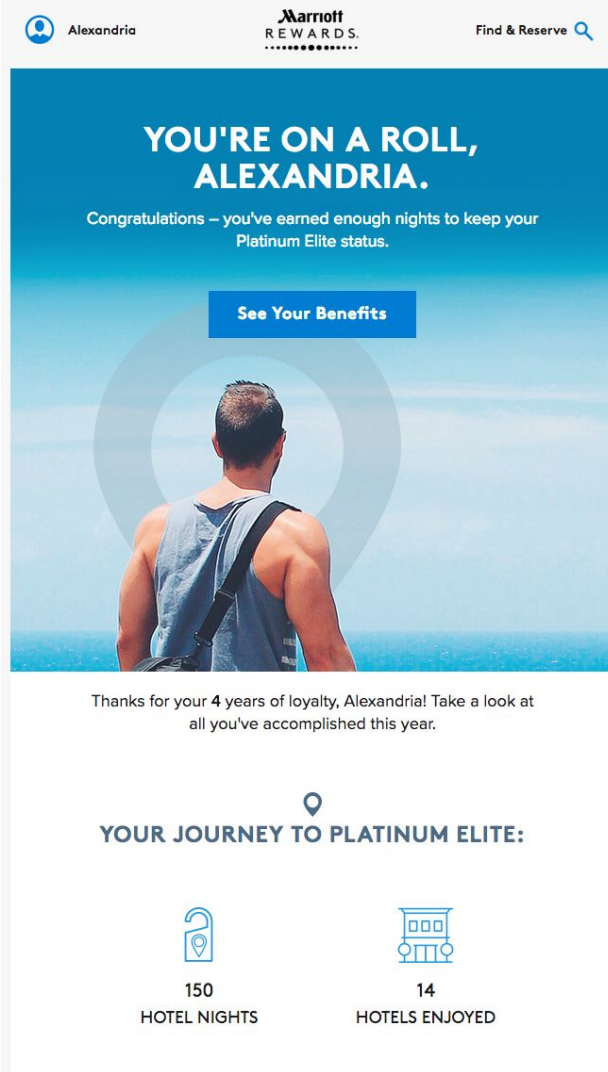 Alexandria
Marriott
REWARDS.
Find & Reserve
YOU'RE ON A ROLL,
ALEXANDRIA.
Congratulations – you've earned enough nights to keep your
Platinum Elite status.
See Your Benefits
Thanks for your 4 years of loyalty, Alexandria! Take a look at
all you've accomplished this year.
YOUR JOURNEY TO PLATINUM ELITE:
150
HOTEL NIGHTS
14
HOTELS ENJOYED